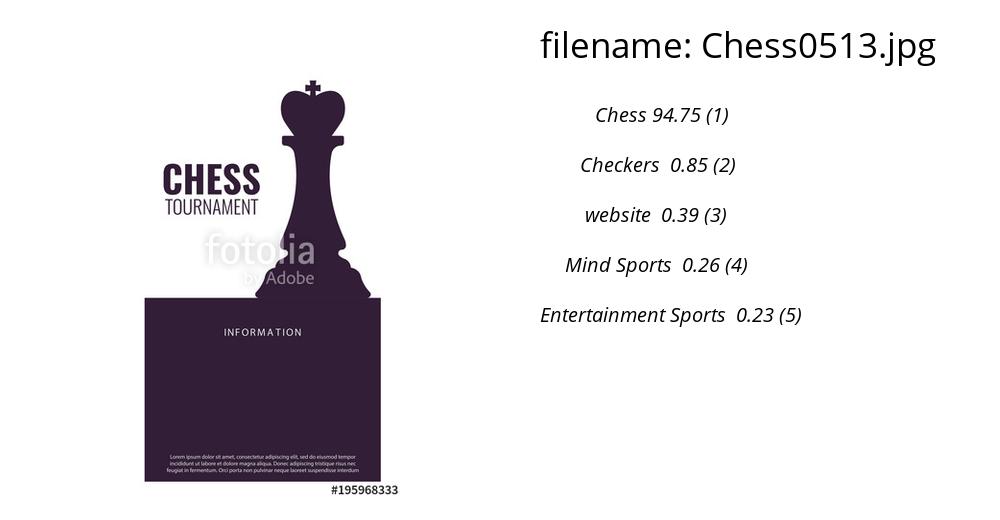 filename: Chess0513.jpg
Chess 94.75 (1)
Checkers 0.85 (2)
website 0.39 (3)
Mind Sports 0.26 (4)
Entertainment Sports 0.23 (5)
CHESS
TOURNAMENT
fotolia
by Adobe
INFORMATION
Lorem ipsum dolor sit amet, consectetur adipiscing elit, sed do eiusmod tempor
incididunt ut labore et dolore magna aliqua. Donec adipiscing tristique risus nec
feugiat in fermentum. Orci porta non pulvinar neque laoreet suspendisse interdum
#195968333